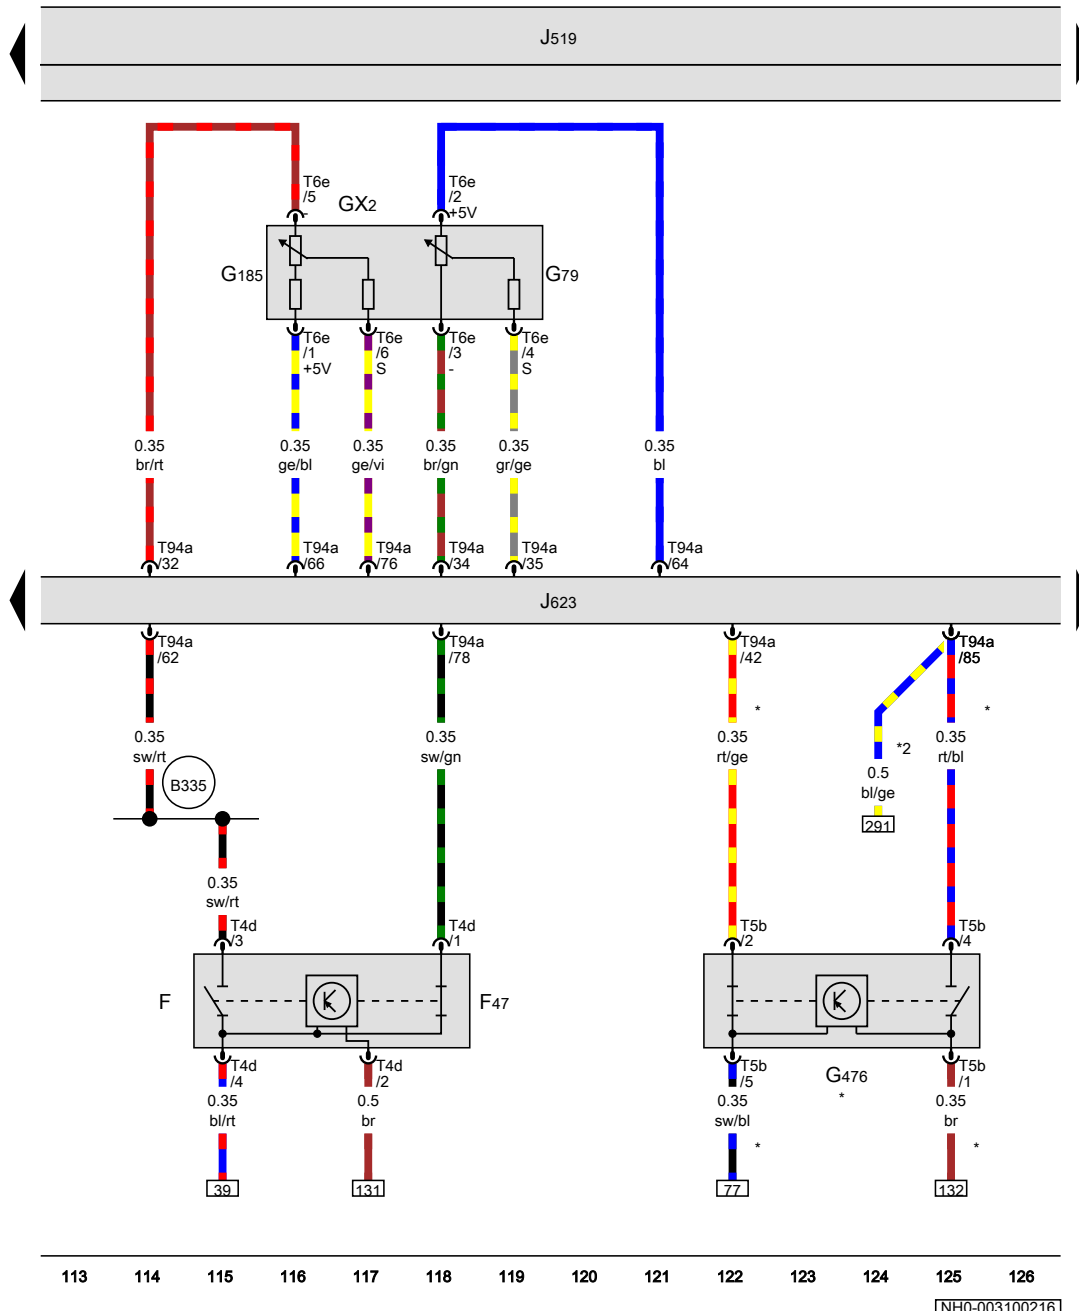 J519
T6e
/5
-
GX2
T6e
/2
+5V
G185
G79
T6e
/1
+5V
T6e
/6
S
T6e
/3
-
T6e
/4
S
0.35
br/rt
0.35
ge/bl
0.35
ge/vi
0.35
br/gn
0.35
gr/ge
0.35
bl
T94a
/32
T94a
/66
T94a
/76
T94a
/34
T94a
/35
T94a
/64
J623
T94a
/62
T94a
/78
T94a
/42
T94a
/85
*
*
0.35
sw/rt
0.35
sw/gn
0.35
rt/ge
*2
0.35
rt/bl
B335
0.5
bl/ge
291
0.35
sw/rt
T4d
/3
T4d
/1
T5b
/2
T5b
/4
F
F47
T4d
/4
T4d
/2
T5b
/5
G476
*
T5b
/1
0.35
bl/rt
0.5
br
0.35
sw/bl
*
0.35
br
*
39
131
77
132
113 114 115 116 117 118 119 120 121 122 123 124 125 126
NH0-003100216